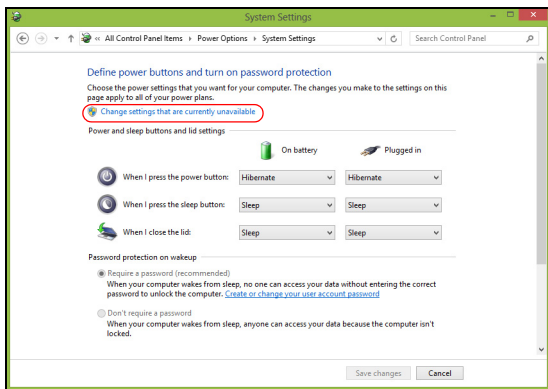 System Settings
« All Control Panel Items › Power Options › System Settings
Search Control Panel
Define power buttons and turn on password protection
Choose the power settings that you want for your computer. The changes you make to the settings on this
page apply to all of your power plans.
Change settings that are currently unavailable
Power and sleep buttons and lid settings
On battery Plugged in
When I press the power button: Hibernate Hibernate
When I press the sleep button: Sleep Sleep
When I close the lid: Sleep Sleep
Password protection on wakeup
Require a password (recommended)
When your computer wakes from sleep, no one can access your data without entering the correct
password to unlock the computer. Create or change your user account password
Don't require a password
When your computer wakes from sleep, anyone can access your data because the computer isn't
locked.
Save changes Cancel